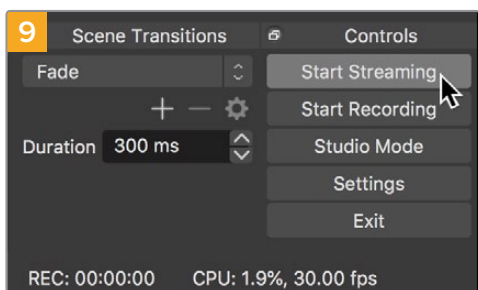 9
Scene Transitions
Controls
Fade
Start Streaming
Start Recording
Duration 300 ms
Studio Mode
Settings
Exit
REC: 00:00:00 CPU: 1.9%, 30.00 fps